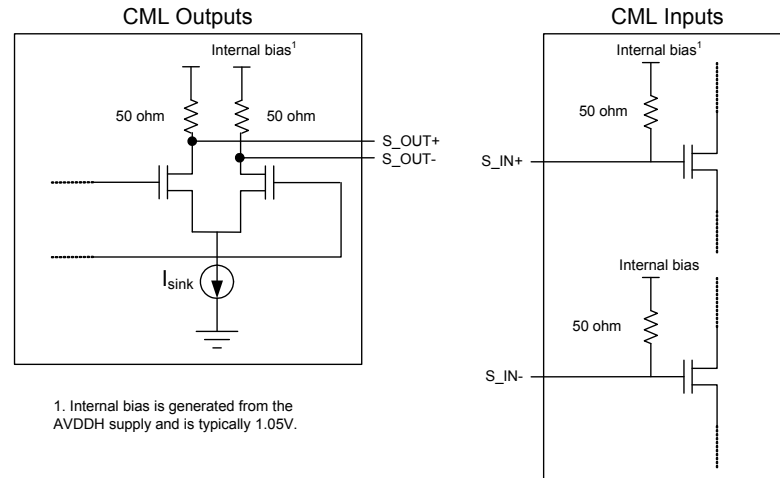 CML Outputs
Internal bias1
50 ohm
50 ohm
S_OUT+
S_OUT-
Isink
1. Internal bias is generated from the
AVDDH supply and is typically 1.05V.
CML Inputs
Internal bias1
50 ohm
S_IN+
Internal bias
50 ohm
S_IN-